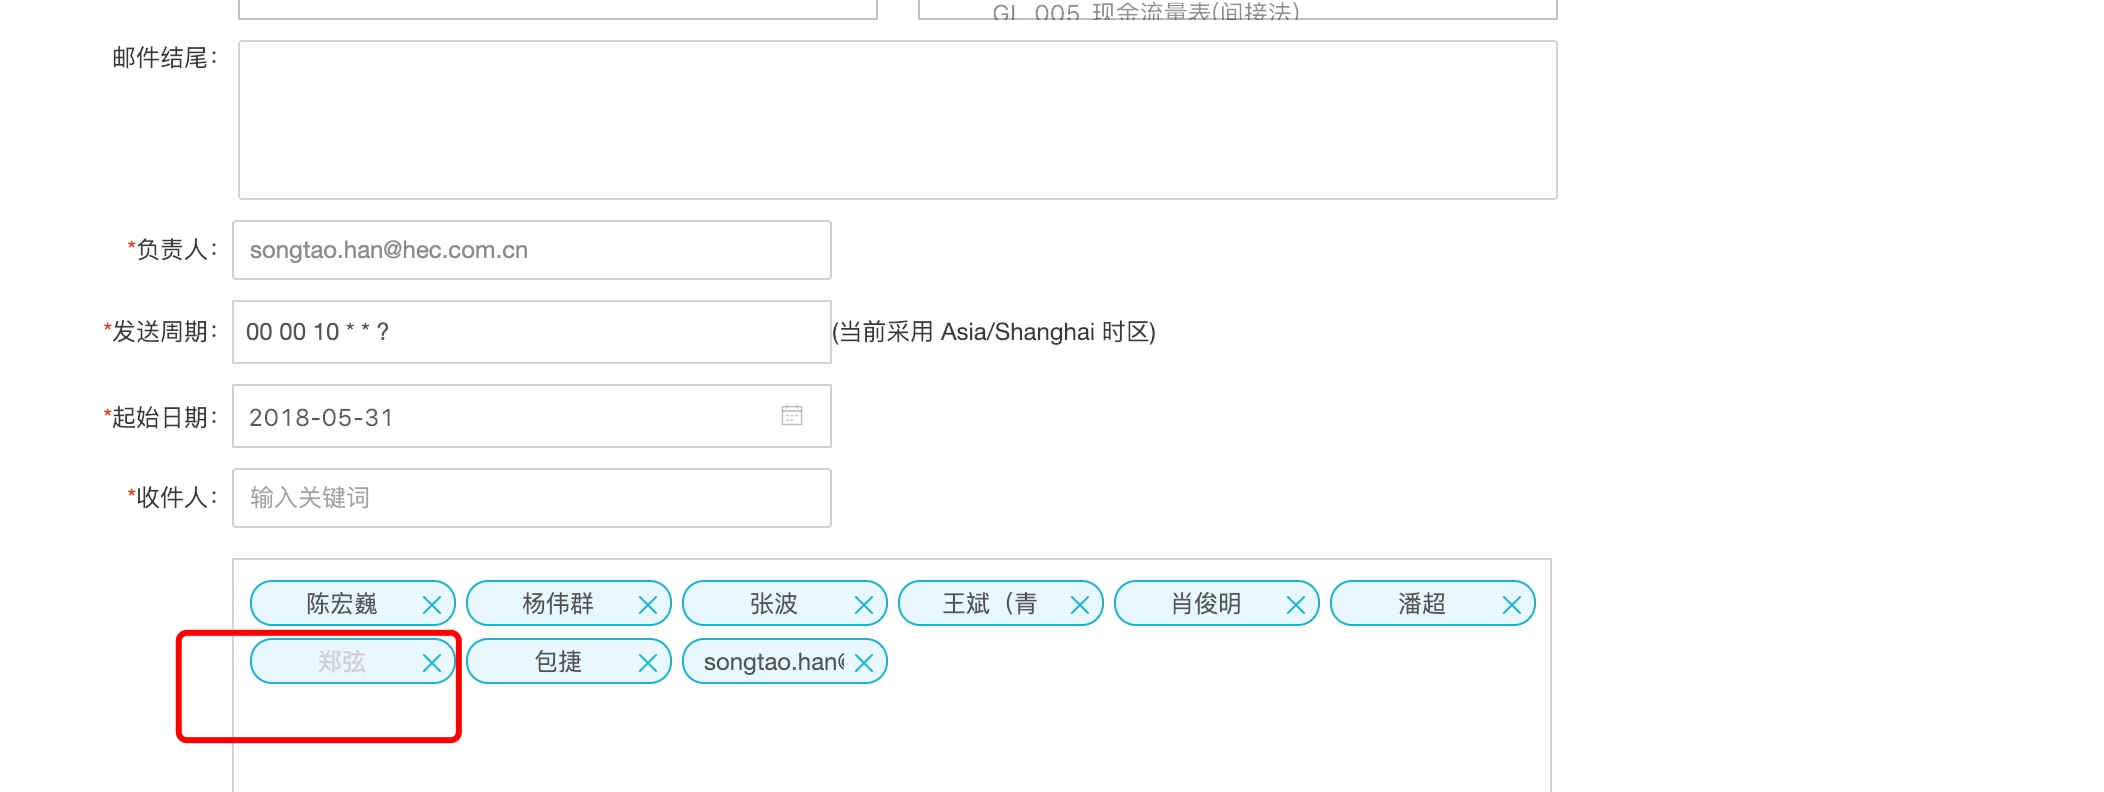 GL_005_现金流量表(间接法)
邮件结尾：
*负责人： songtao.han@hec.com.cn
*发送周期： 00 00 10 * * ? (当前采用 Asia/Shanghai 时区)
*起始日期： 2018-05-31
*收件人： 输入关键词
陈宏巍 杨伟群 张波 王斌（青 肖俊明 潘超
郑弦 包捷 songtao.han@